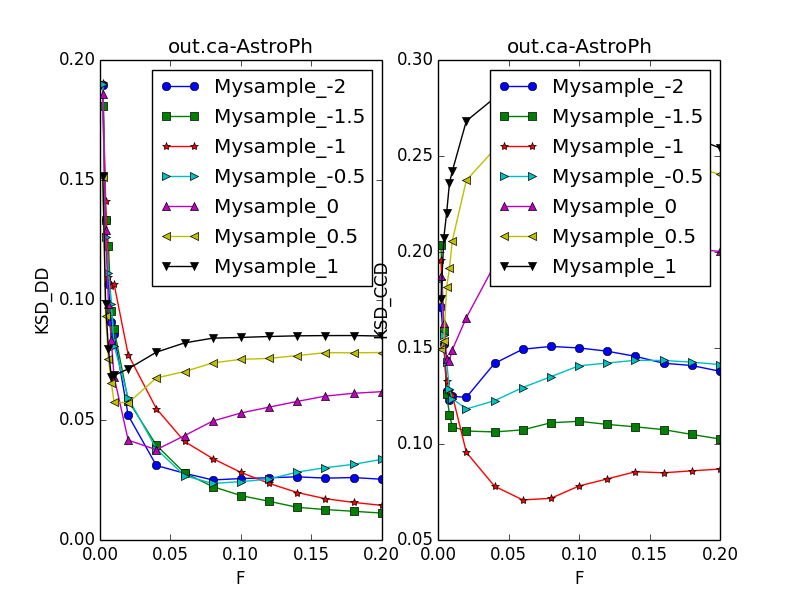 out.ca-AstroPh
0.20
0.15
0.10
0.05
0.00
KSD_DD
Mysample_-2
Mysample_-1.5
Mysample_-1
Mysample_-0.5
Mysample_0
Mysample_0.5
Mysample_1
0.00 0.05 0.10 0.15 0.20
F
out.ca-AstroPh
0.30
0.25
0.20
0.15
0.10
0.05
KSD_CCD
Mysample_-2
Mysample_-1.5
Mysample_-1
Mysample_-0.5
Mysample_0
Mysample_0.5
Mysample_1
0.00 0.05 0.10 0.15 0.20
F